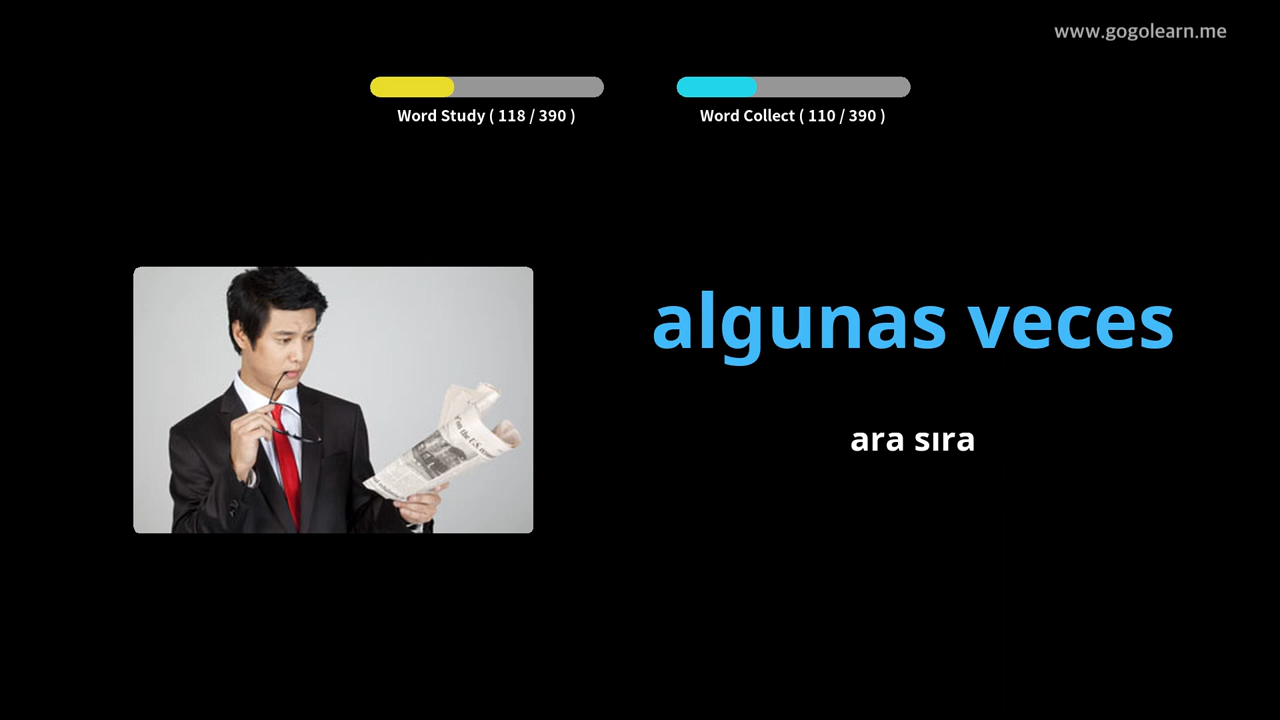 www.gogolearn.me
Word Study ( 118 / 390 )
Word Collect ( 110 / 390 )
algunas veces
ara sıra